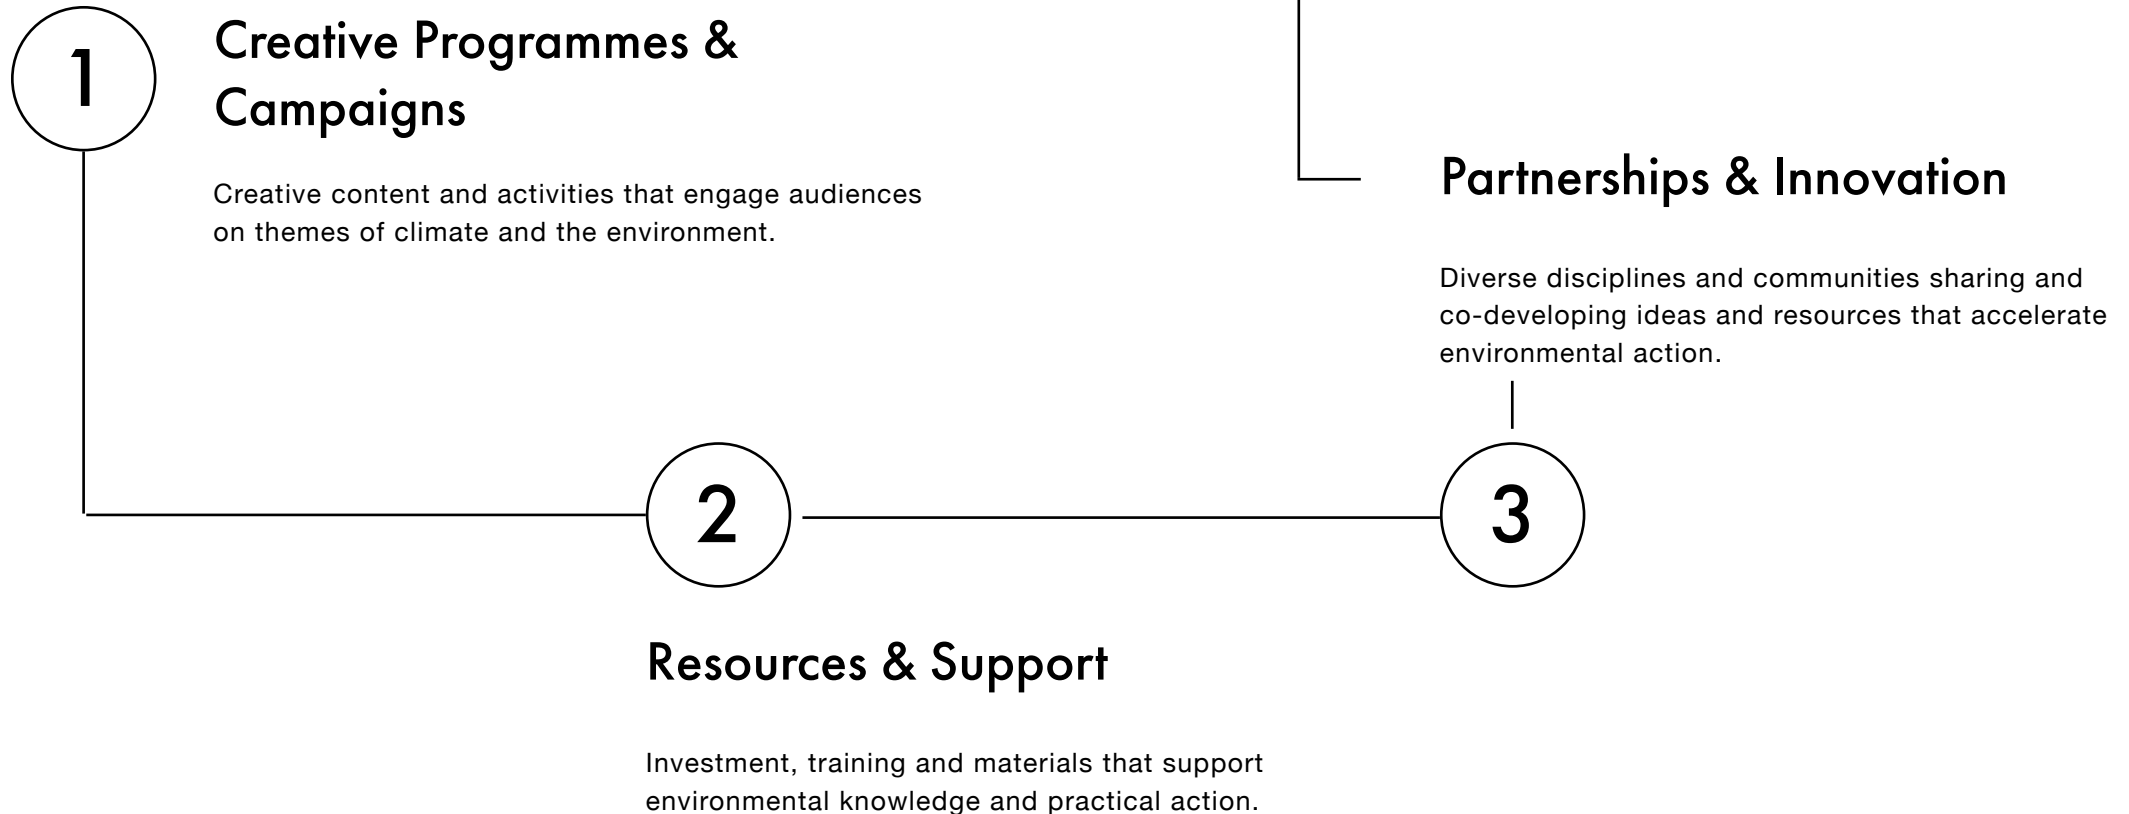 1
Creative Programmes &
Campaigns
Creative content and activities that engage audiences
on themes of climate and the environment.
2
Resources & Support
Investment, training and materials that support
environmental knowledge and practical action.
3
Partnerships & Innovation
Diverse disciplines and communities sharing and
co-developing ideas and resources that accelerate
environmental action.